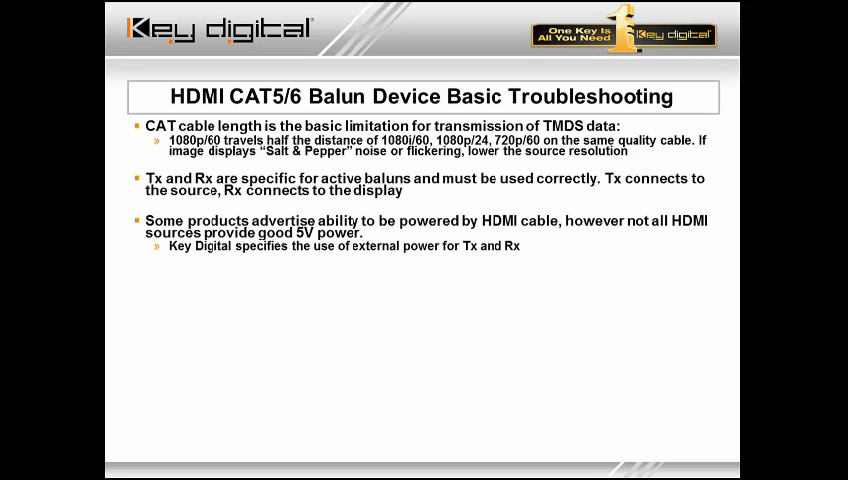 Key digital
One Key Is
All You Need
Key digital
HDMI CAT5/6 Balun Device Basic Troubleshooting
CAT cable length is the basic limitation for transmission of TMDS data:
» 1080p/60 travels half the distance of 1080i/60, 1080p/24, 720p/60 on the same quality cable. If
image displays “Salt & Pepper” noise or flickering, lower the source resolution
Tx and Rx are specific for active baluns and must be used correctly. Tx connects to
the source, Rx connects to the display
Some products advertise ability to be powered by HDMI cable, however not all HDMI
sources provide good 5V power.
» Key Digital specifies the use of external power for Tx and Rx